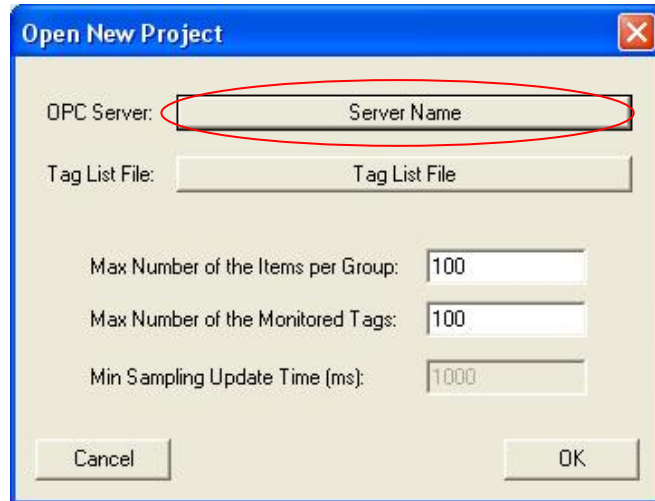 Open New Project
OPC Server: Server Name
Tag List File: Tag List File
Max Number of the Items per Group: 100
Max Number of the Monitored Tags: 100
Min Sampling Update Time (ms): 1000
Cancel OK